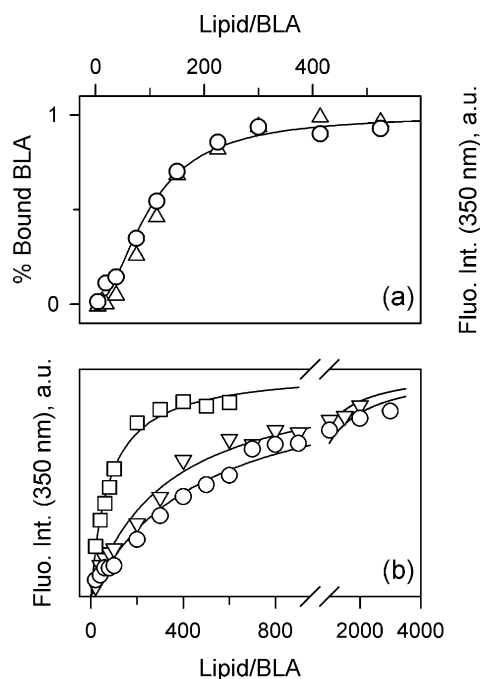 Lipid/BLA
0 200 400
1
0
% Bound BLA
Fluo. Int. (350 nm), a.u.
(a)
Fluo. Int. (350 nm), a.u.
(b)
0 400 800 2000 4000
Lipid/BLA